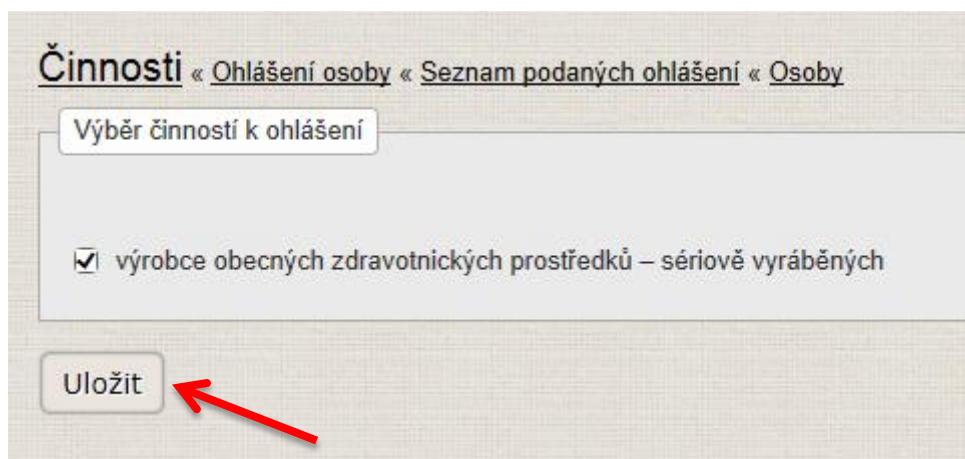 Činnosti « Ohlášení osoby « Seznam podaných ohlášení « Osoby
Výběr činností k ohlášení
výrobce obecných zdravotnických prostředků – sériově vyráběných
Uložit